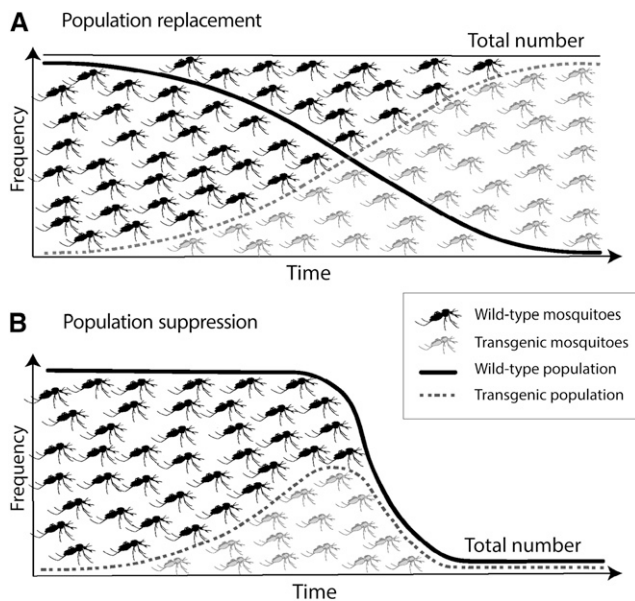 A Population replacement
Total number
Frequency
Time
B Population suppression
Wild-type mosquitoes
Transgenic mosquitoes
Wild-type population
Transgenic population
Frequency
Total number
Time